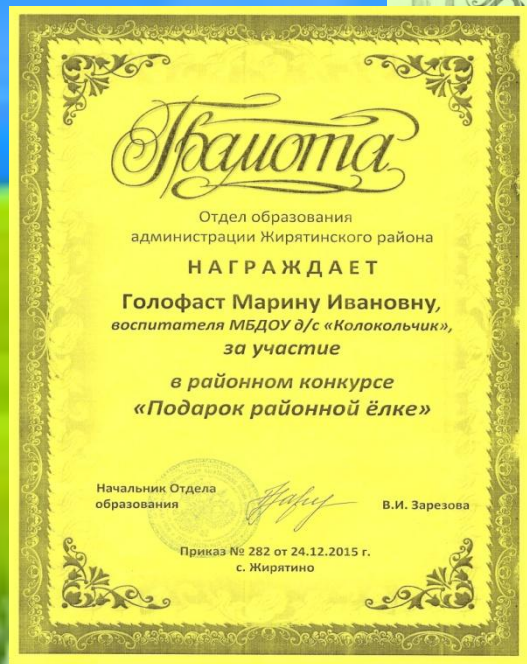 Грамота
Отдел образования
администрации Жирятинского района
НАГРАЖДАЕТ
Голофаст Марину Ивановну,
воспитателя МБДОУ д/с «Колокольчик»,
за участие
в районном конкурсе
«Подарок районной ёлке»
Начальник Отдела
образования
В.И. Зарезова
Приказ № 282 от 24.12.2015 г.
с. Жирятино